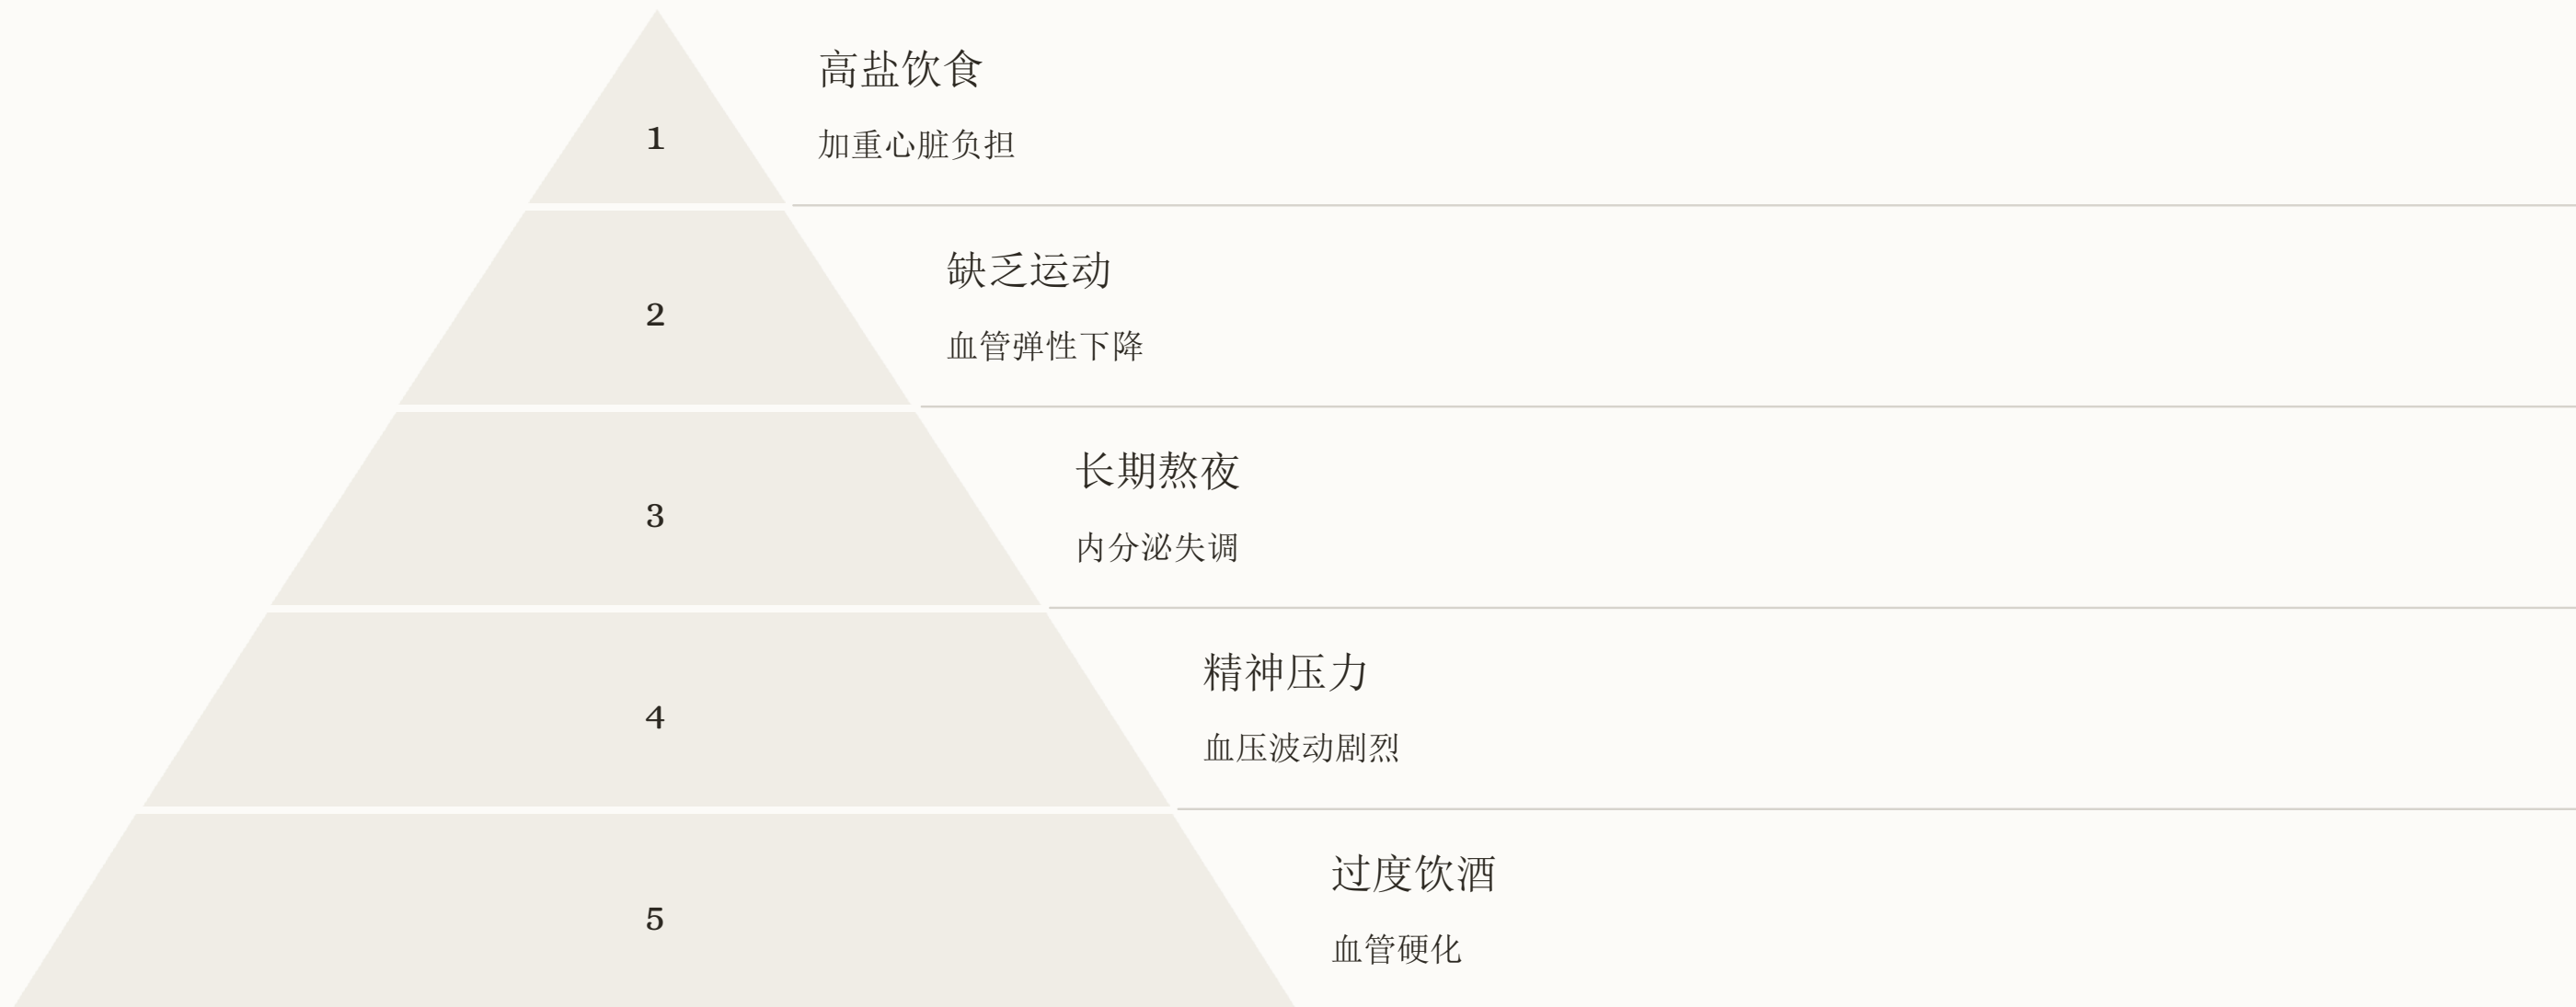 1
高盐饮食
加重心脏负担
2
缺乏运动
血管弹性下降
3
长期熬夜
内分泌失调
4
精神压力
血压波动剧烈
5
过度饮酒
血管硬化